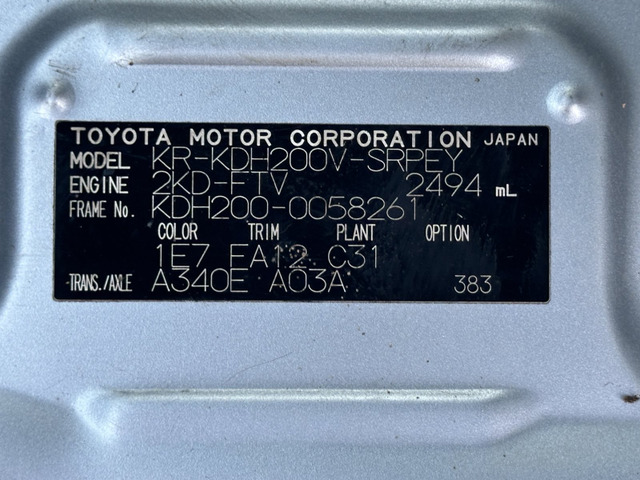 TOYOTA MOTOR CORPORATION JAPAN
MODEL KR-KDH200V-SRPEY
ENGINE 2KD-FTV 2494 mL
FRAME No. KDH200-0058261
COLOR TRIM PLANT OPTION
1E7 FA12 C31
TRANS./AXLE A340E A03A 383